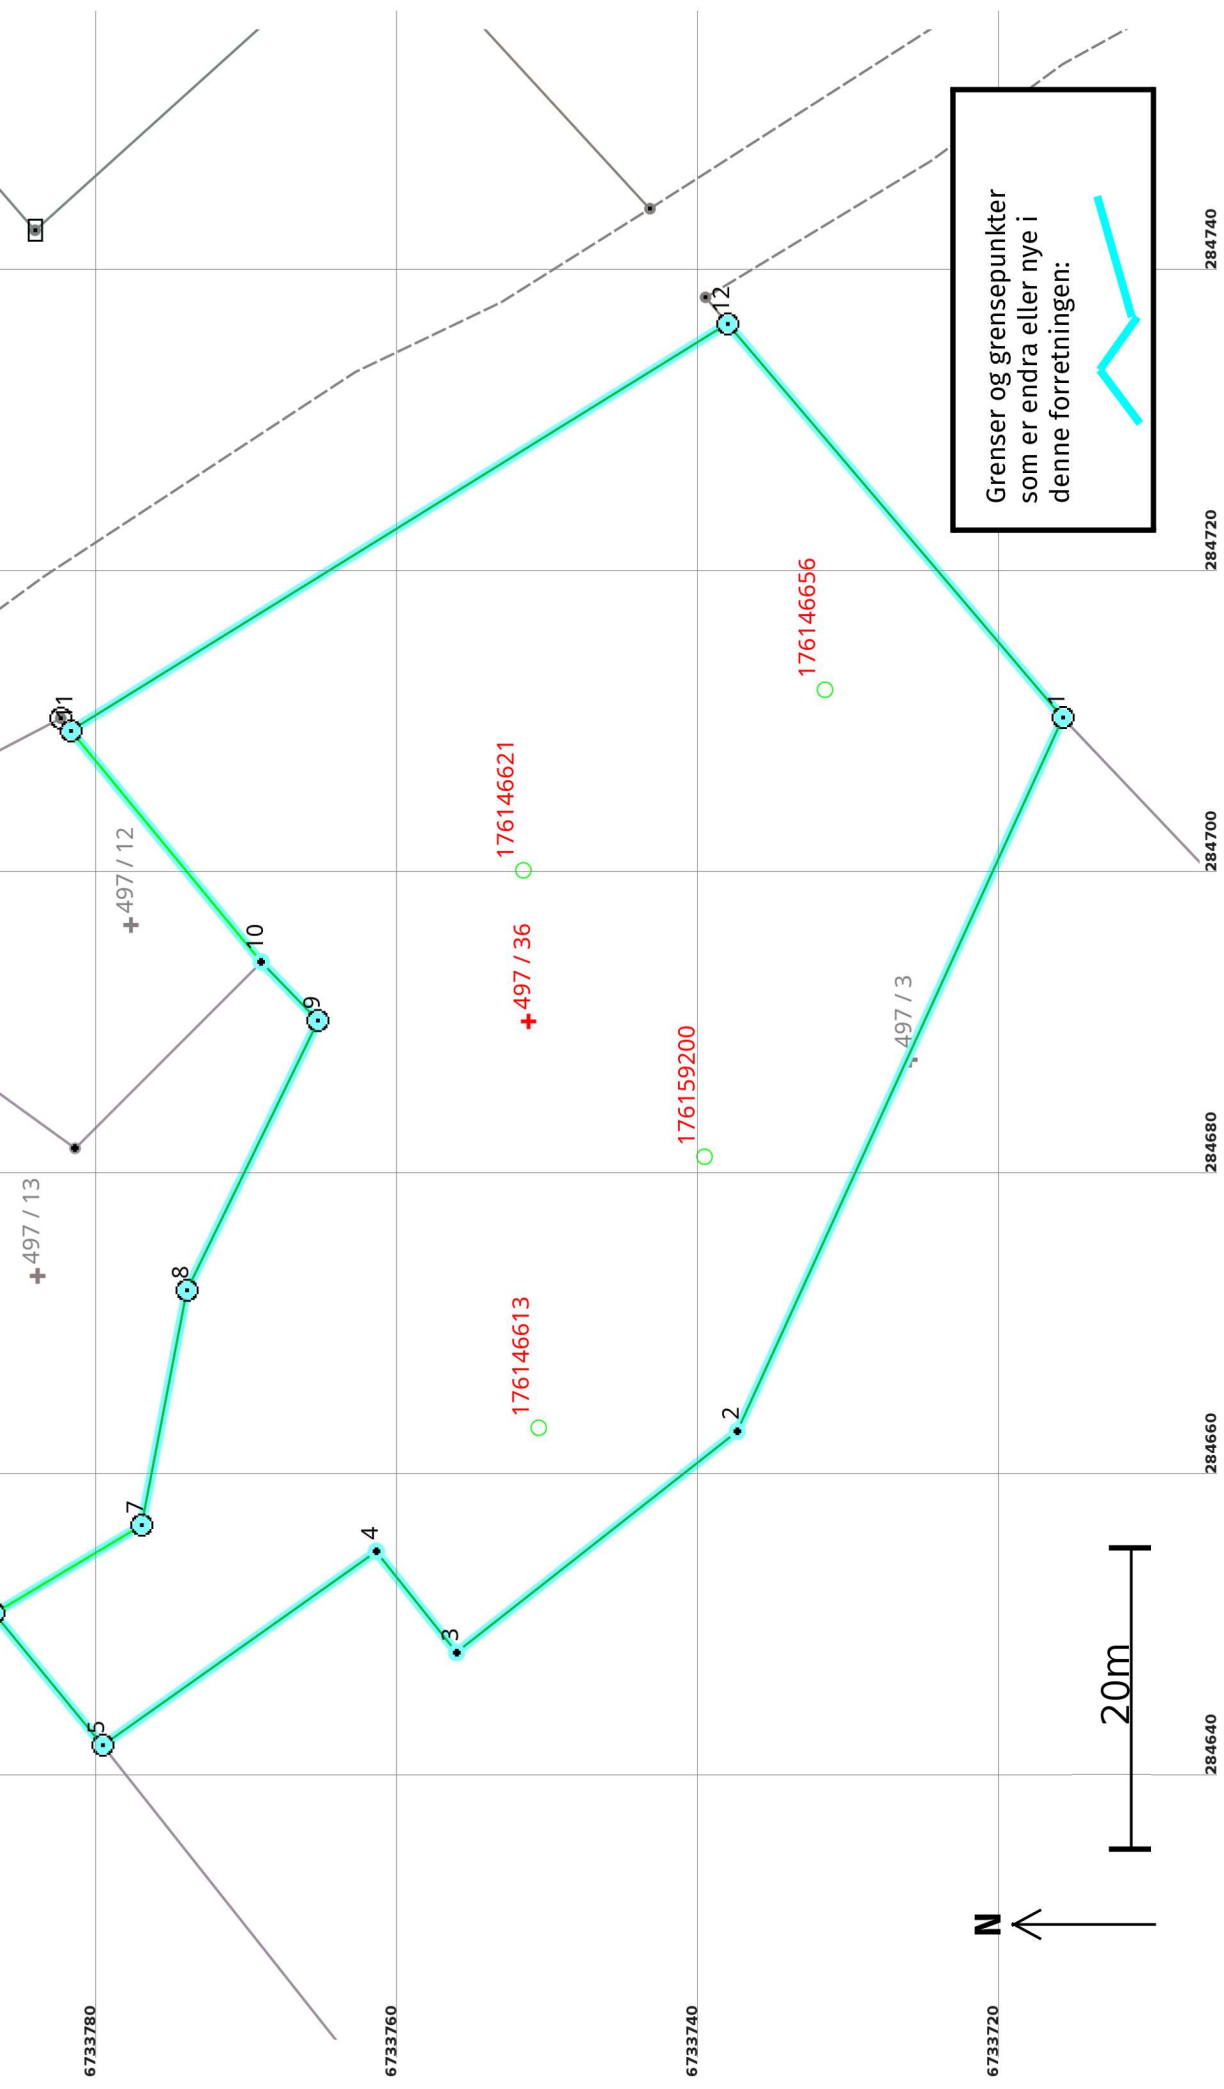 11
497 / 13
497 / 12
10
9
8
7
5
4
3
2
12
1
176146621
497 / 36
176146656
176159200
176146613
497 / 3
Grenser og grensepunkter
som er endra eller nye i
denne forretningen:
N
20m
6733780
6733760
6733740
6733720
284640
284660
284680
284700
284720
284740